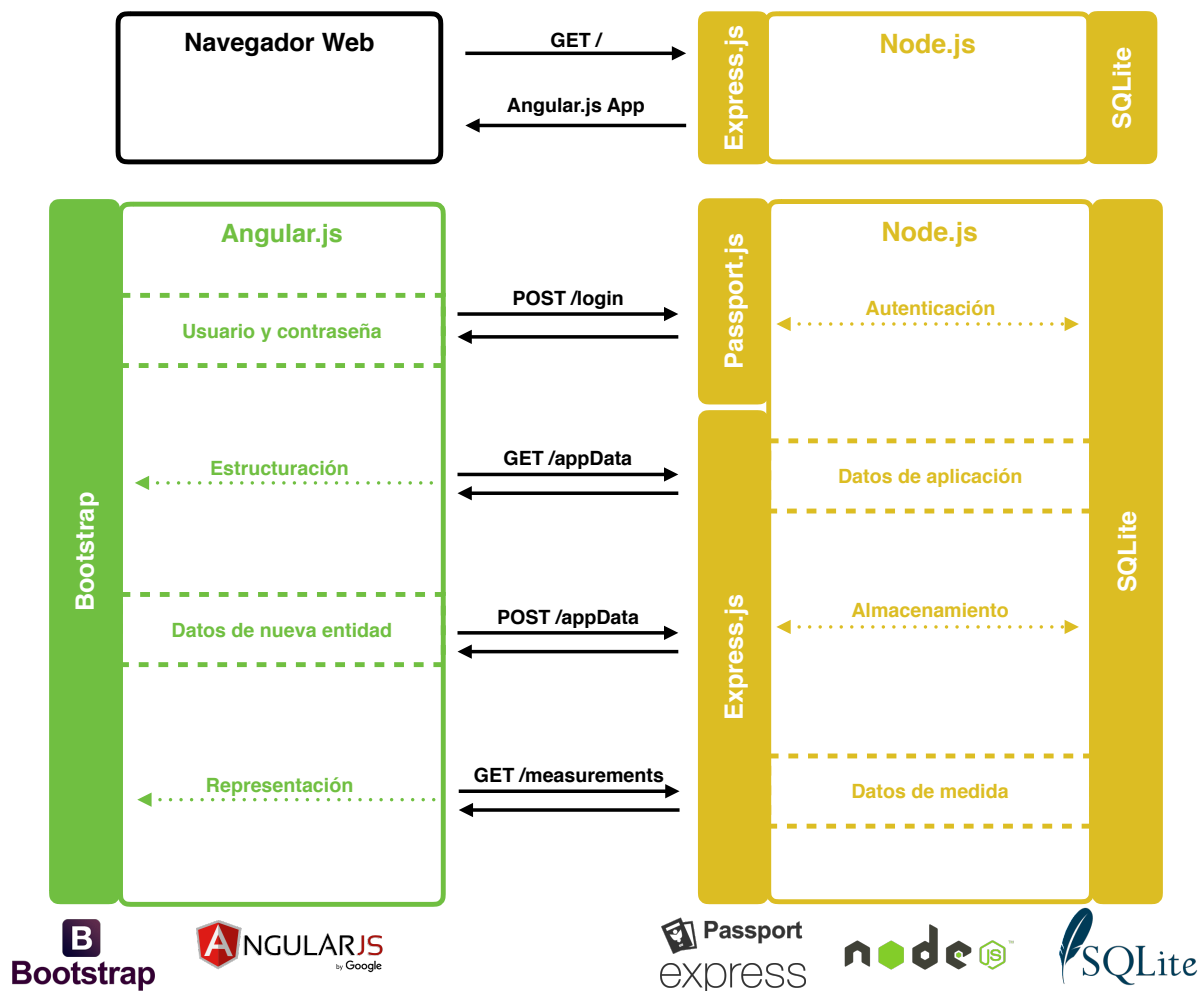 Navegador Web
GET /
Angular.js App
Express.js
Node.js
SQLite
Bootstrap
Angular.js
Usuario y contraseña
Estructuración
Datos de nueva entidad
Representación
POST /login
GET /appData
POST /appData
GET /measurements
Passport.js
Express.js
Node.js
Autenticación
Datos de aplicación
Almacenamiento
Datos de medida
SQLite
B
Bootstrap
ANGULARJS
by Google
Passport
express
node
JS
™
SQLite